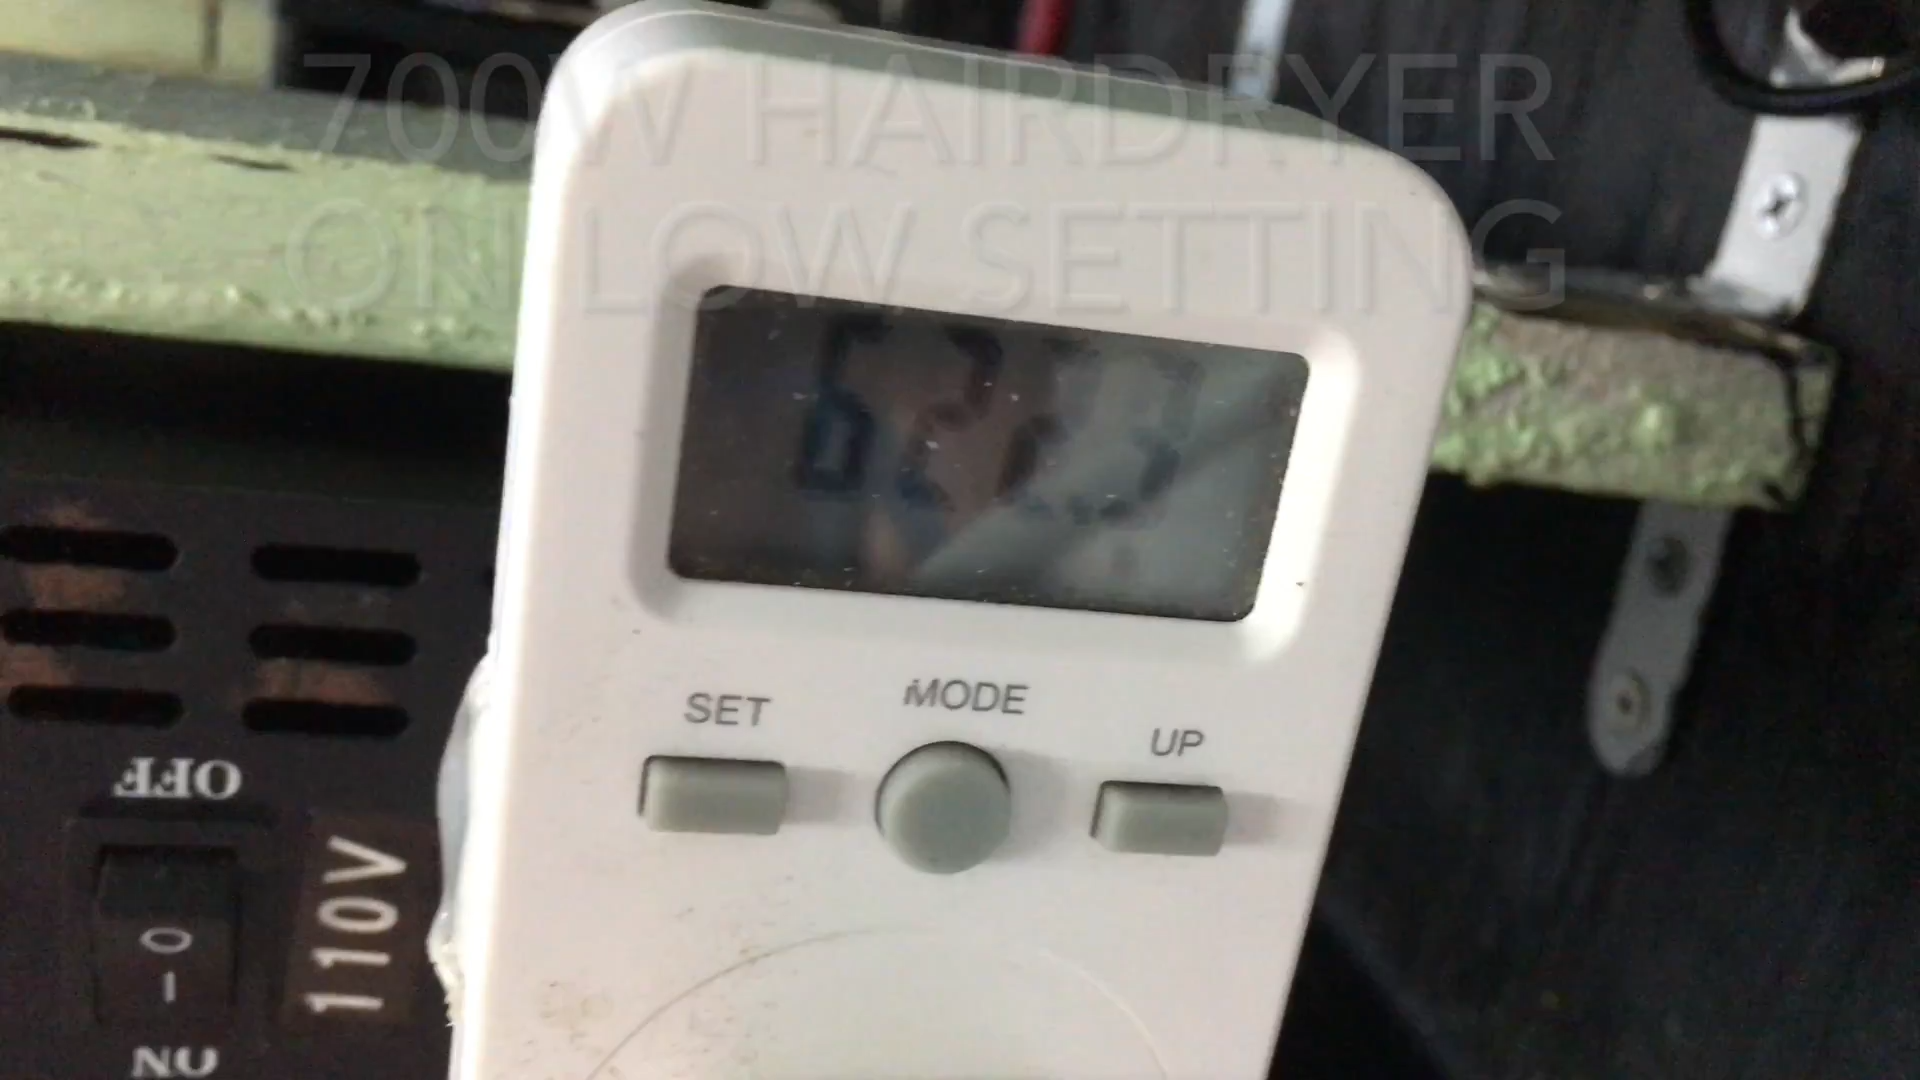 700W HAIRDRYER
ON LOW SETTING
SET
MODE
UP
OFF
110V
ON